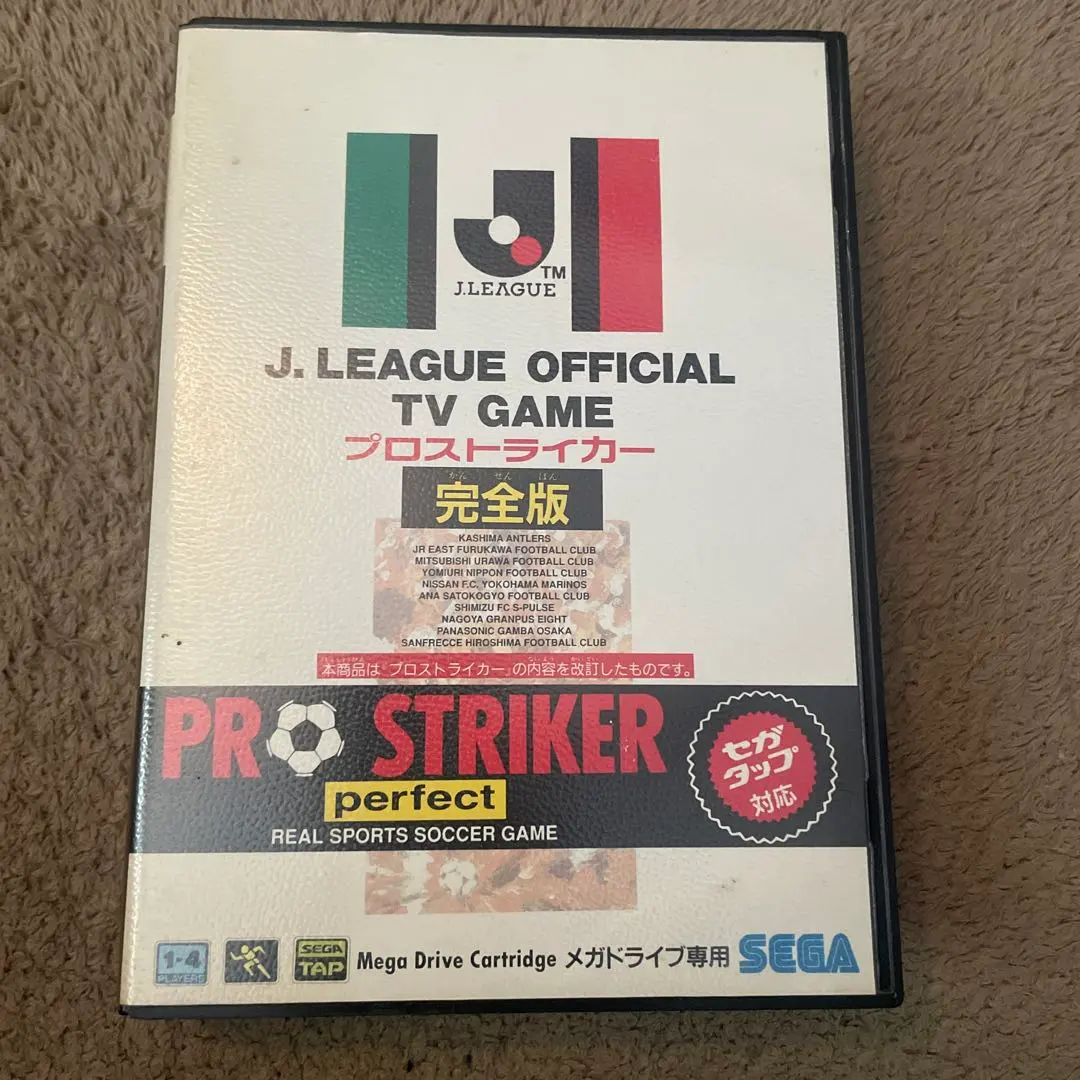 TM
J.LEAGUE
J. LEAGUE OFFICIAL
TV GAME
プロストライカー
かん ぜん ばん
完全版
KASHIMA ANTLERS
JR EAST FURUKAWA FOOTBALL CLUB
MITSUBISHI URAWA FOOTBALL CLUB
YOMIURI NIPPON FOOTBALL CLUB
NISSAN F.C. YOKOHAMA MARINOS
ANA SATOKOGYO FOOTBALL CLUB
SHIMIZU FC S-PULSE
NAGOYA GRANPUS EIGHT
PANASONIC GAMBA OSAKA
SANFRECCE HIROSHIMA FOOTBALL CLUB
本商品は「プロストライカー」の内容を改訂したものです。
PRO STRIKER
perfect
REAL SPORTS SOCCER GAME
セガ
タップ
対応
1-4
PLAYERS
SEGA
TAP
Mega Drive Cartridge メガドライブ専用 SEGA